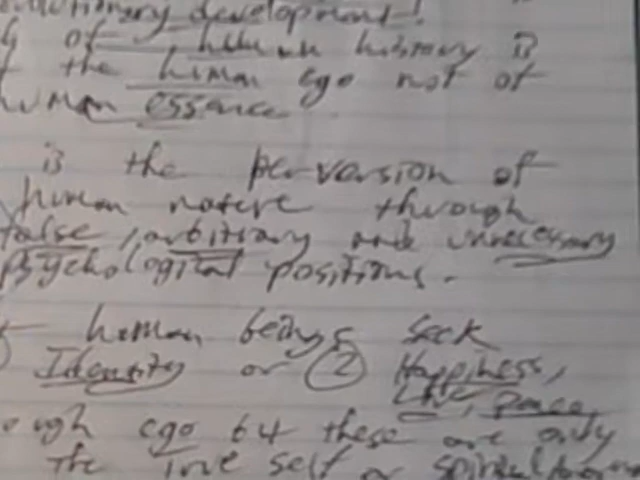 development!
of human history is
the human ego not of
human essence
is the perversion of
human nature through
false, arbitrary and unnecessary
psychological positions.
human beings seek
Identity or ② Happiness,
Love, peace,
ough ego but these are only
the true self or